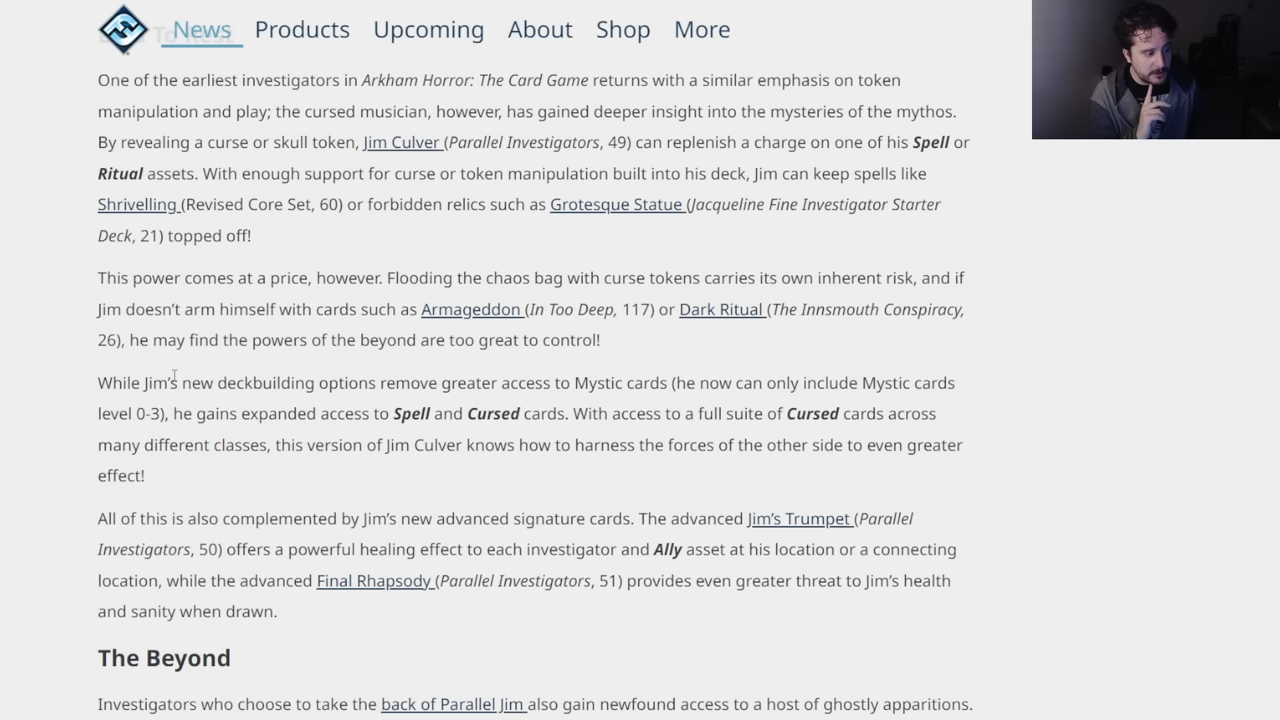 News Products Upcoming About Shop More
One of the earliest investigators in Arkham Horror: The Card Game returns with a similar emphasis on token
manipulation and play; the cursed musician, however, has gained deeper insight into the mysteries of the mythos.
By revealing a curse or skull token, Jim Culver (Parallel Investigators, 49) can replenish a charge on one of his Spell or
Ritual assets. With enough support for curse or token manipulation built into his deck, Jim can keep spells like
Shrivelling (Revised Core Set, 60) or forbidden relics such as Grotesque Statue (Jacqueline Fine Investigator Starter
Deck, 21) topped off!
This power comes at a price, however. Flooding the chaos bag with curse tokens carries its own inherent risk, and if
Jim doesn’t arm himself with cards such as Armageddon (In Too Deep, 117) or Dark Ritual (The Innsmouth Conspiracy,
26), he may find the powers of the beyond are too great to control!
While Jim’s new deckbuilding options remove greater access to Mystic cards (he now can only include Mystic cards
level 0-3), he gains expanded access to Spell and Cursed cards. With access to a full suite of Cursed cards across
many different classes, this version of Jim Culver knows how to harness the forces of the other side to even greater
effect!
All of this is also complemented by Jim’s new advanced signature cards. The advanced Jim’s Trumpet (Parallel
Investigators, 50) offers a powerful healing effect to each investigator and Ally asset at his location or a connecting
location, while the advanced Final Rhapsody (Parallel Investigators, 51) provides even greater threat to Jim’s health
and sanity when drawn.
The Beyond
Investigators who choose to take the back of Parallel Jim also gain newfound access to a host of ghostly apparitions.